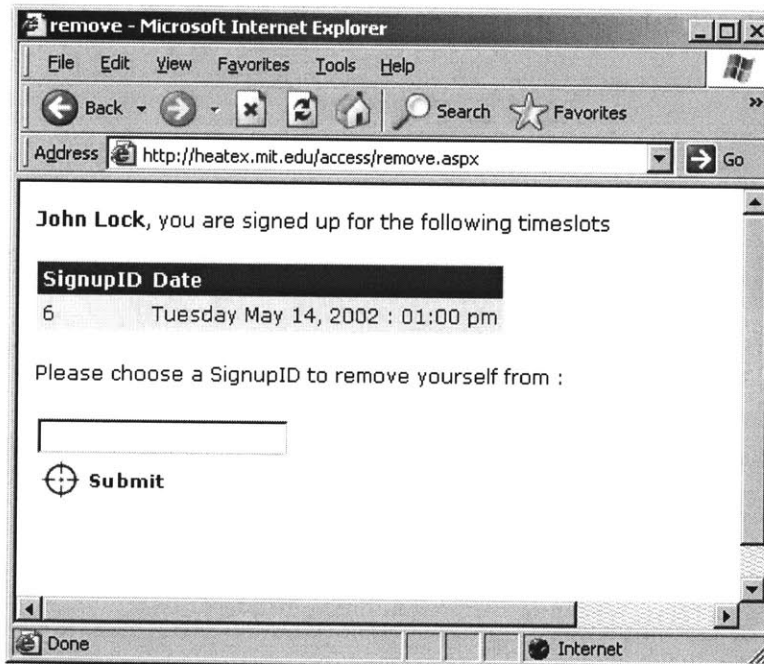 remove - Microsoft Internet Explorer
File Edit View Favorites Tools Help
Back Search Favorites »
Address http://heatex.mit.edu/access/remove.aspx Go
John Lock, you are signed up for the following timeslots
SignupID Date
6 Tuesday May 14, 2002 : 01:00 pm
Please choose a SignupID to remove yourself from :
Submit
Done Internet